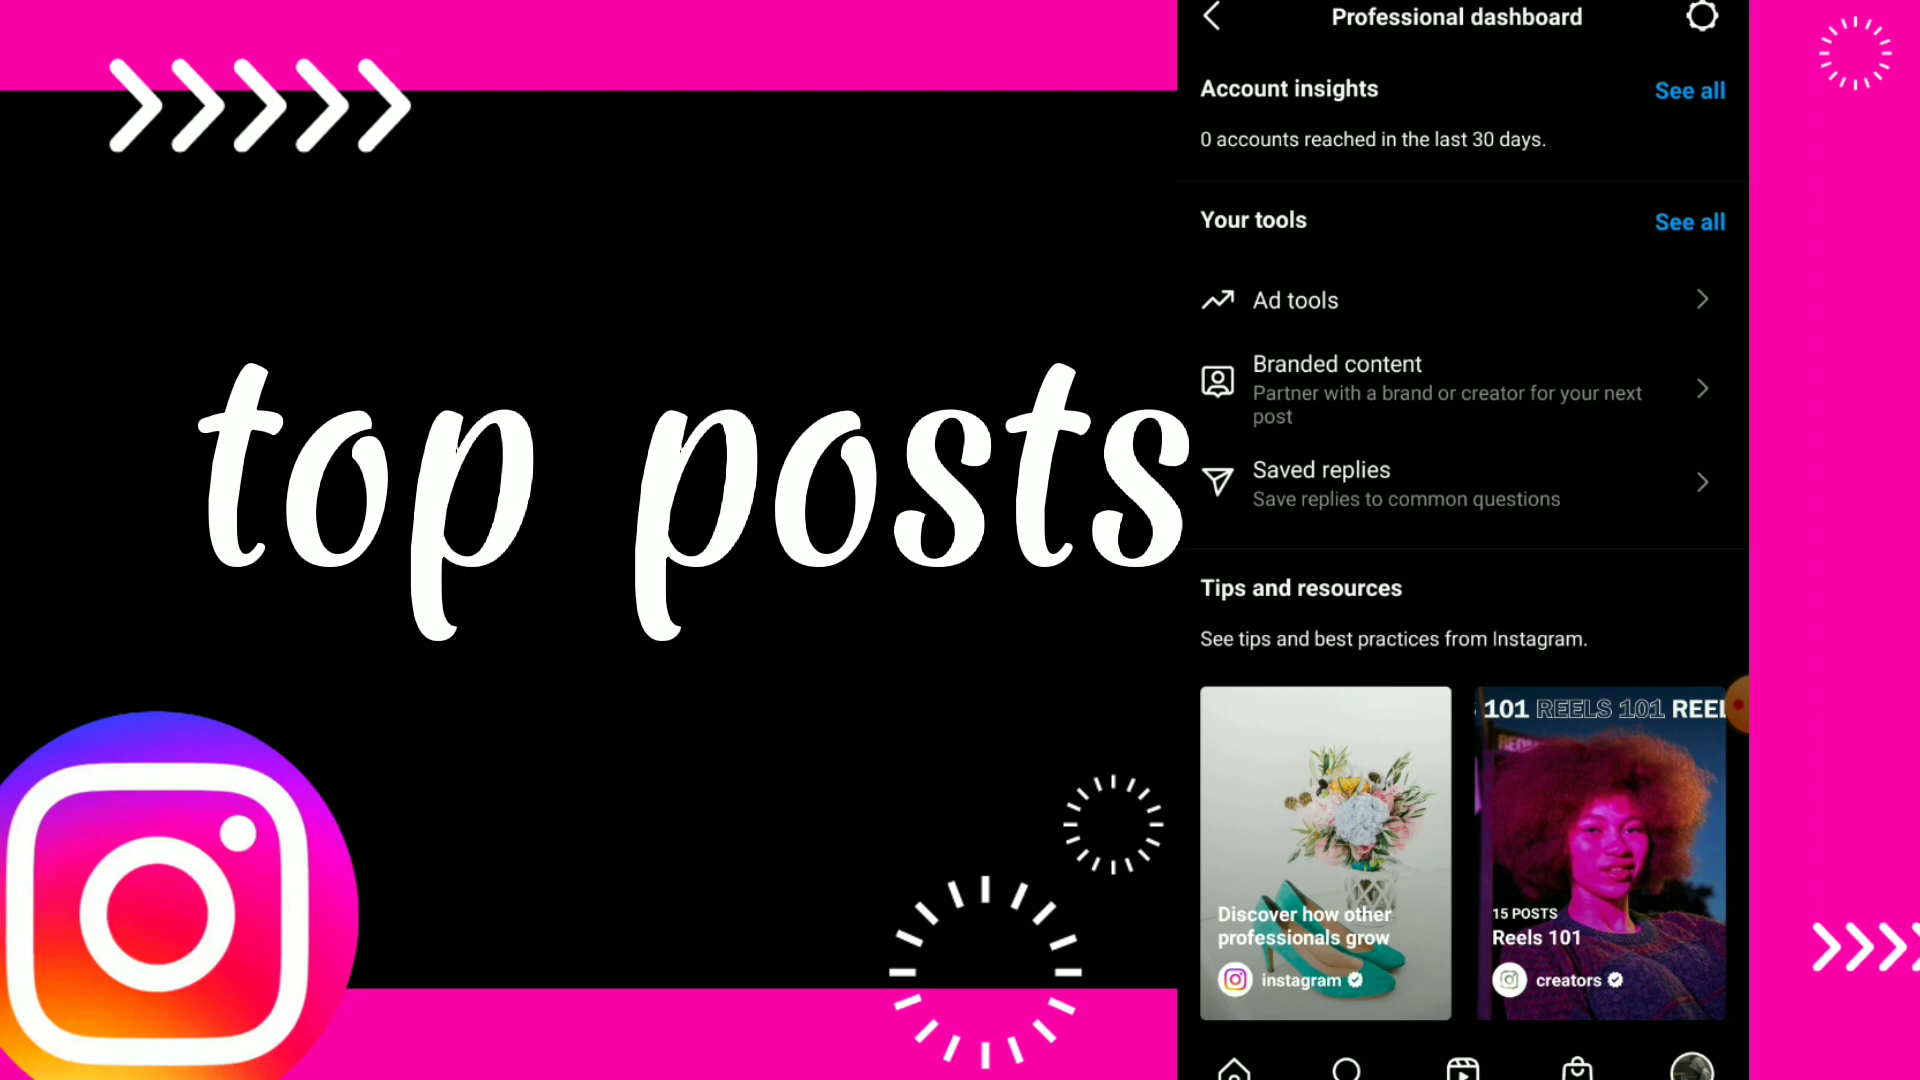 top posts
Professional dashboard
Account insights
See all
0 accounts reached in the last 30 days.
Your tools
See all
Ad tools
Branded content
Partner with a brand or creator for your next
post
Saved replies
Save replies to common questions
Tips and resources
See tips and best practices from Instagram.
Discover how other
professionals grow
instagram
101 REELS 101 REEL
15 POSTS
Reels 101
creators